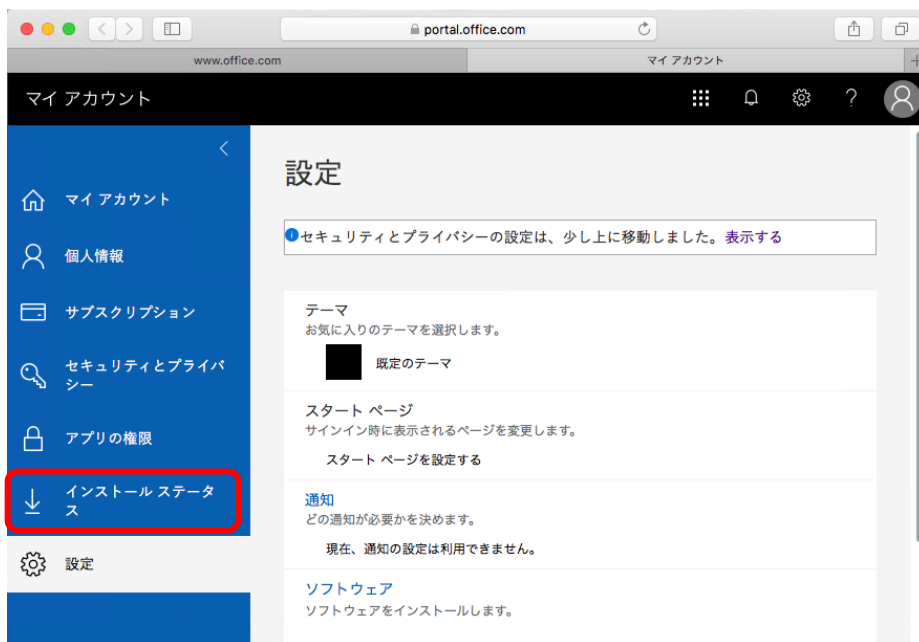 portal.office.com
www.office.com
マイ アカウント
マイ アカウント
?
マイ アカウント
個人情報
サブスクリプション
セキュリティとプライバ
シー
アプリの権限
インストール ステータ
ス
設定
設定
セキュリティとプライバシーの設定は、少し上に移動しました。表示する
テーマ
お気に入りのテーマを選択します。
既定のテーマ
スタート ページ
サインイン時に表示されるページを変更します。
スタート ページを設定する
通知
どの通知が必要かを決めます。
現在、通知の設定は利用できません。
ソフトウェア
ソフトウェアをインストールします。